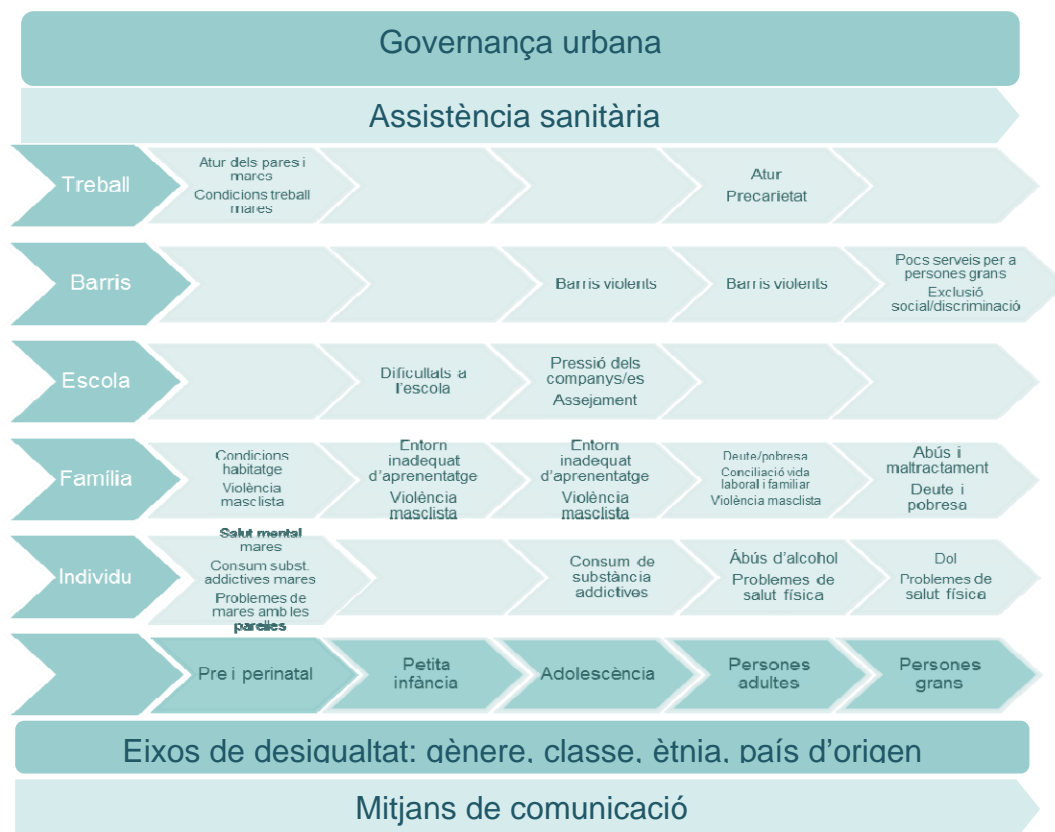 Governança urbana
Assistència sanitària
Treball
Atur dels pares i
mares
Condicions treball
mares
Atur
Precarietat
Barris
Barris violents
Barris violents
Pocs serveis per a
persones grans
Exclusió
social/discriminació
Escola
Dificultats a
l'escola
Pressió dels
companys/es
Assejament
Família
Condicions
habitatge
Violència
masclista
Entorn
inadequat
d'aprenentatge
Violència
masclista
Entorn
inadequat
d'aprenentatge
Violència
masclista
Deute/pobresa
Conciliació vida
laboral i familiar
Violència masclista
Abús i
maltractament
Deute i
pobresa
Individu
Salut mental
mares
Consum subst.
addictives mares
Problemes de
mares amb les
parelles
Consum de
substància
addictives
Ábús d'alcohol
Problemes de
salut física
Dol
Problemes de
salut física
Pre i perinatal
Petita
infància
Adolescència
Persones
adultes
Persones
grans
Eixos de desigualtat: gènere, classe, ètnia, país d'origen
Mitjans de comunicació